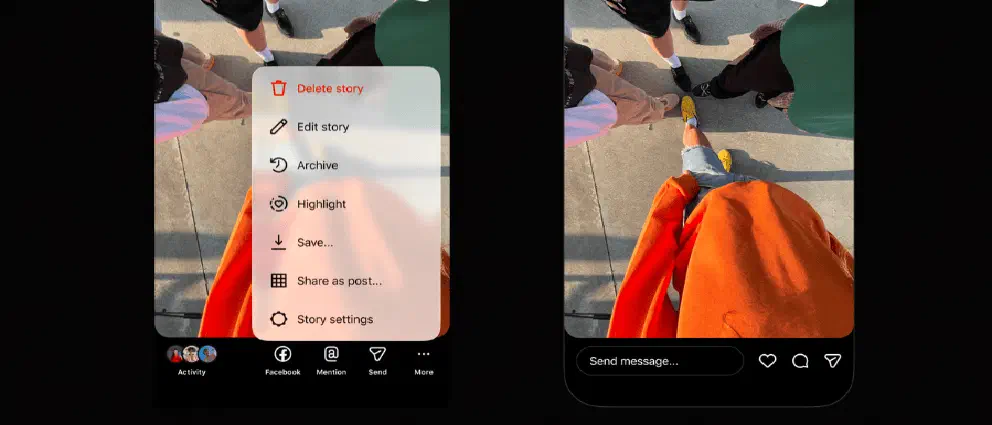 Delete story
Edit story
Archive
Highlight
Save...
Share as post...
Story settings
Activity
Facebook
Mention
Send
More
Send message...